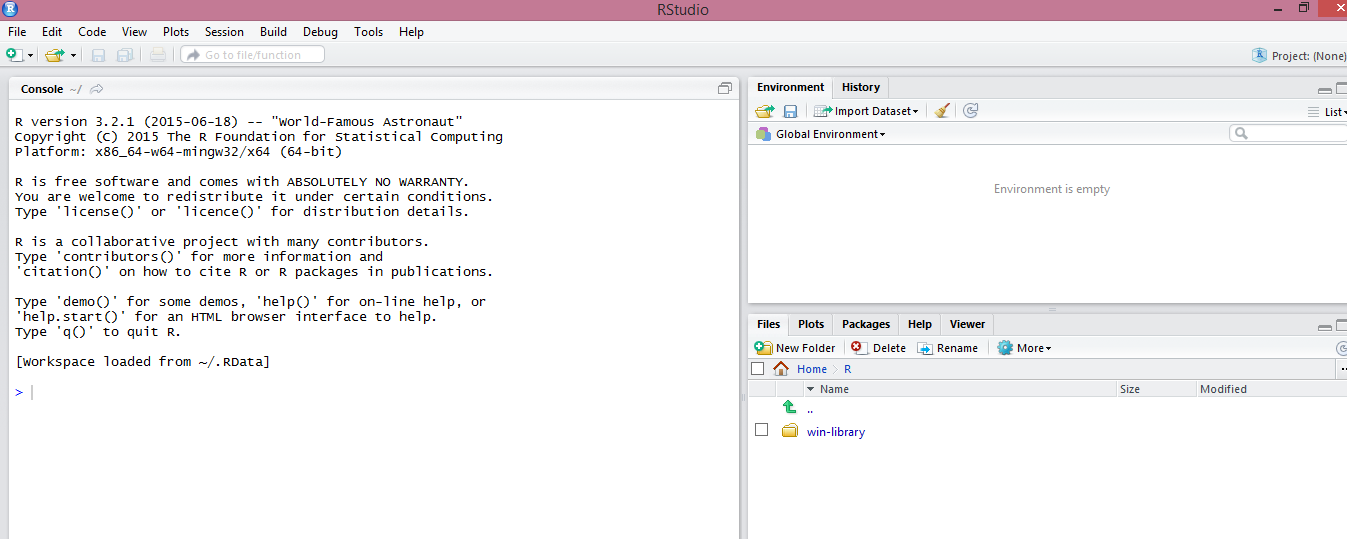 RStudio
File Edit Code View Plots Session Build Debug Tools Help
Go to file/function
Project: (None)
Console ~/
R version 3.2.1 (2015-06-18) -- "World-Famous Astronaut"
Copyright (C) 2015 The R Foundation for Statistical Computing
Platform: x86_64-w64-mingw32/x64 (64-bit)
R is free software and comes with ABSOLUTELY NO WARRANTY.
You are welcome to redistribute it under certain conditions.
Type 'license()' or 'licence()' for distribution details.
R is a collaborative project with many contributors.
Type 'contributors()' for more information and
'citation()' on how to cite R or R packages in publications.
Type 'demo()' for some demos, 'help()' for on-line help, or
'help.start()' for an HTML browser interface to help.
Type 'q()' to quit R.
[Workspace loaded from ~/.RData]
>
Environment History
Import Dataset
List
Global Environment
Environment is empty
Files Plots Packages Help Viewer
New Folder Delete Rename More
Home R
Name Size Modified
..
win-library